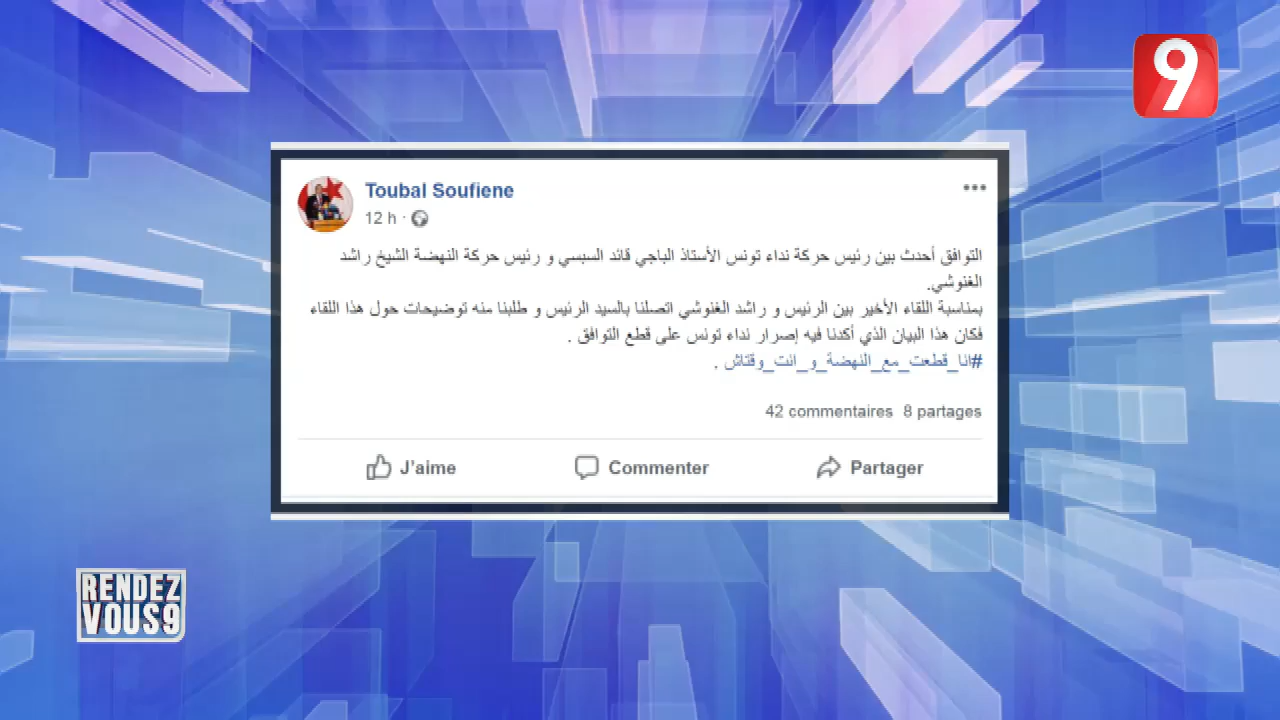 9
Toubal Soufiene
12 h ·
التوافق أحدث بين رئيس حركة نداء تونس الأستاذ الباجي قائد السبسي و رئيس حركة النهضة الشيخ راشد
الغنوشي.
بمناسبة اللقاء الأخير بين الرئيس و راشد الغنوشي اتصلنا بالسيد الرئيس و طلبنا منه توضيحات حول هذا اللقاء
فكان هذا البيان الذي أكدنا فيه إصرار نداء تونس على قطع التوافق .
#انا_قطعت_مع_النهضة_و_انت_وقتاش .
42 commentaires 8 partages
J'aime Commenter Partager
RENDEZ
VOUS9